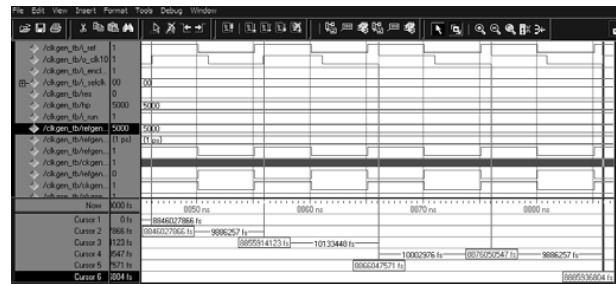 File Edit View Insert Format Tools Debug Window
/clkgen_tb/i_ref 1
/clkgen_tb/o_clk10 1
/clkgen_tb/i_encl... 1
/clkgen_tb/i_selclk 00 00
/clkgen_tb/res 0
/clkgen_tb/hp 5000 5000
/clkgen_tb/i_run 1
/clkgen_tb/refgen... 5000 5000
/clkgen_tb/refgen... {1 ps} {1 ps}
/clkgen_tb/refgen... 1
/clkgen_tb/ckgen... 1
/clkgen_tb/refgen... 0
/clkgen_tb/refgen... 1
Now 0000 fs 8850 ns 8860 ns 8870 ns 8880 ns
Cursor 1 0 fs 8846027866 fs
Cursor 2 7866 fs 8846027866 fs 9886257 fs
Cursor 3 4123 fs 8855914123 fs 10133448 fs
Cursor 4 0547 fs 10002976 fs 8876050547 fs 9886257 fs
Cursor 5 7571 fs 8866047571 fs
Cursor 6 6804 fs 8885936804 fs